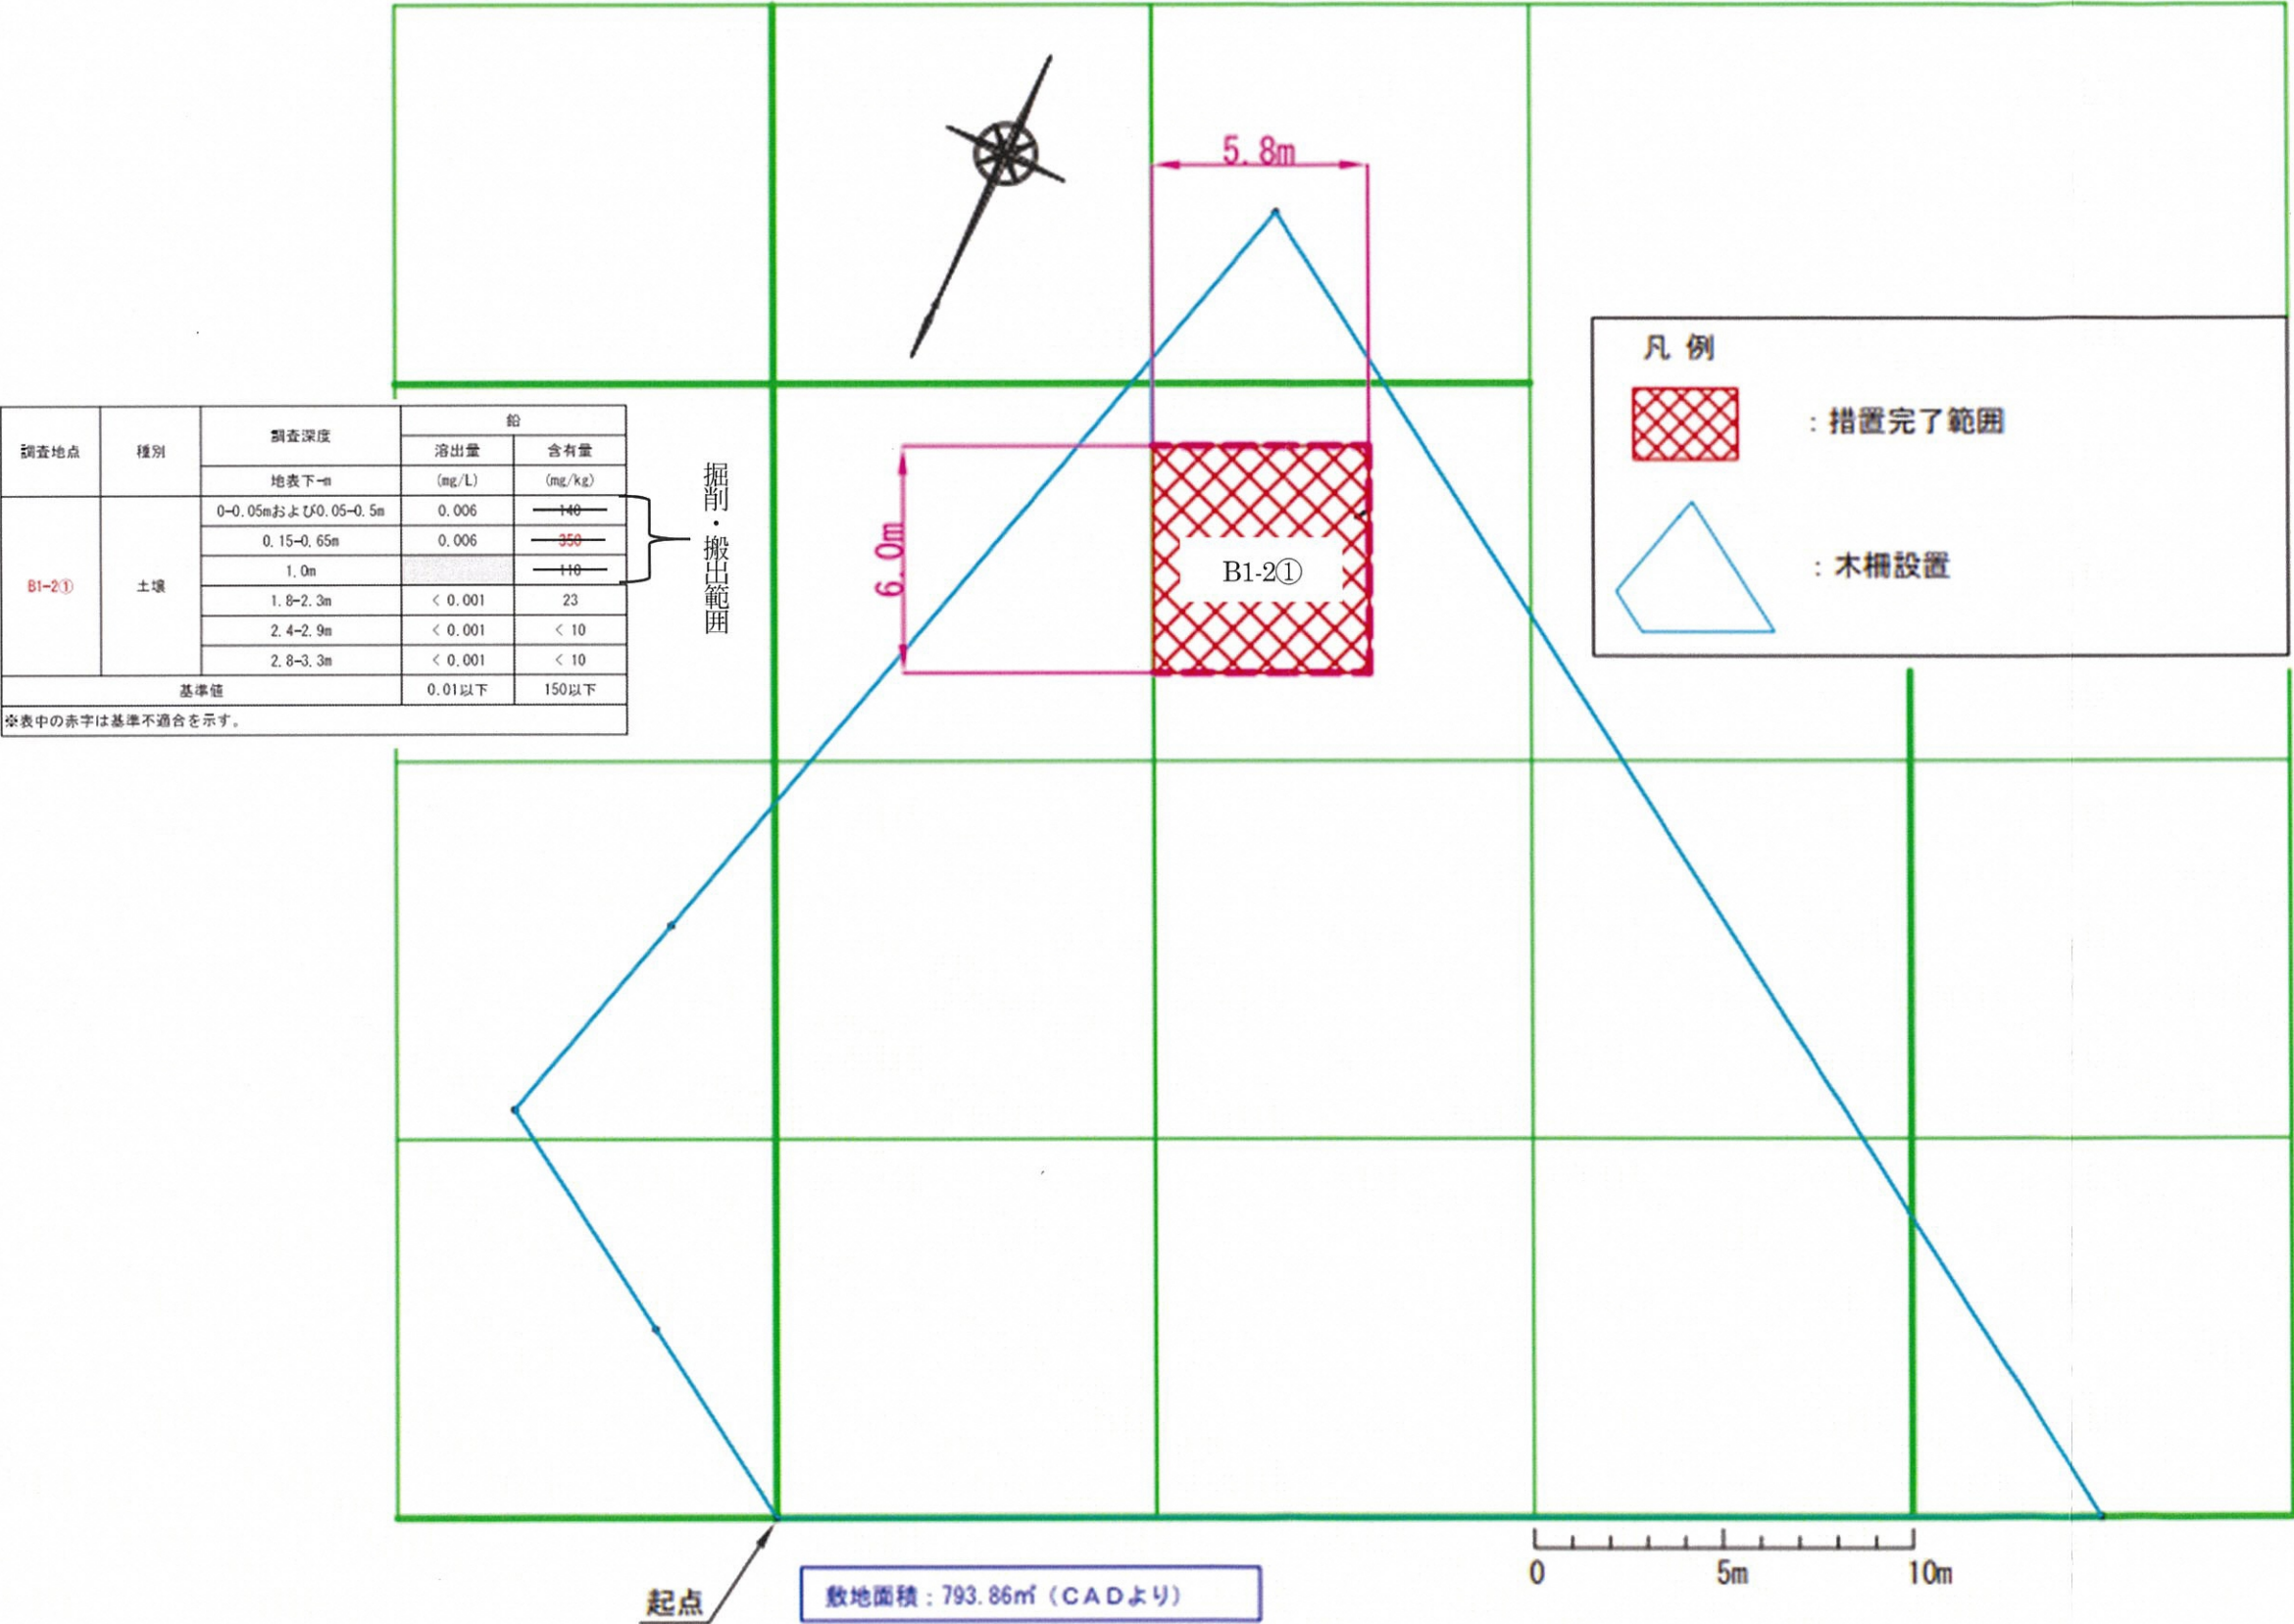 5.8m
凡 例
：措置完了範囲
：木柵設置
調査地点 種別 調査深度 鉛
溶出量 含有量
地表下-m (mg/L) (mg/kg)
B1-2① 土壌
0-0.05mおよび0.05-0.5m 0.006 140
0.15-0.65m 0.006 350
1.0m 110
1.8-2.3m < 0.001 23
2.4-2.9m < 0.001 < 10
2.8-3.3m < 0.001 < 10
基準値 0.01以下 150以下
※表中の赤字は基準不適合を示す。
掘削・搬出範囲
6.0m
B1-2①
0 5m 10m
起点
敷地面積：793.86㎡（ＣＡＤより）